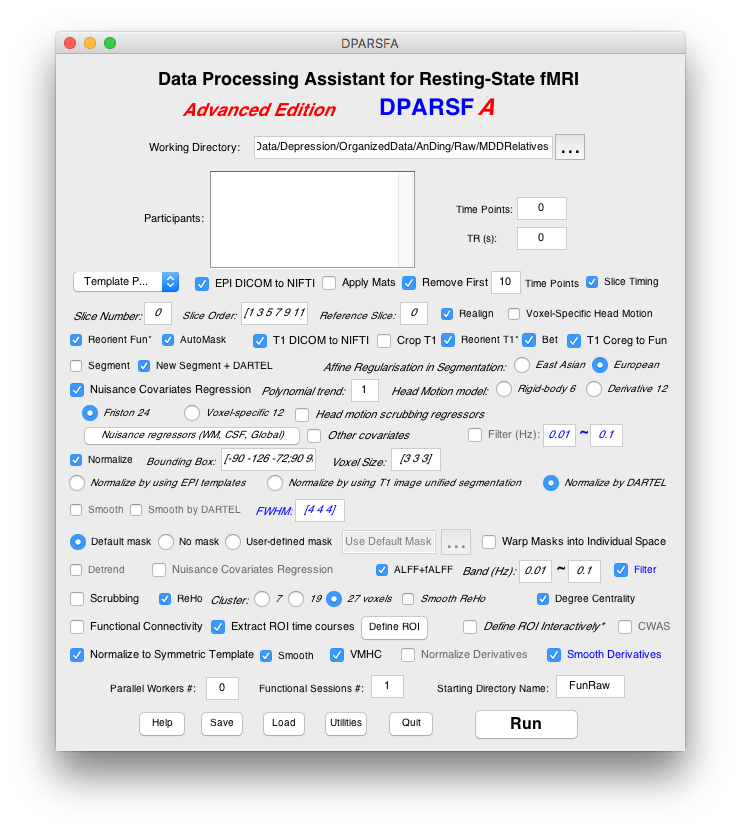 DPARSFA
Data Processing Assistant for Resting-State fMRI
Advanced Edition DPARSF A
Working Directory: Data/Depression/OrganizedData/AnDing/Raw/MDDRelatives ...
Participants:
Time Points: 0
TR (s): 0
Template P... EPI DICOM to NIFTI Apply Mats Remove First 10 Time Points Slice Timing
Slice Number: 0 Slice Order: [1 3 5 7 9 11 Reference Slice: 0 Realign Voxel-Specific Head Motion
Reorient Fun* AutoMask T1 DICOM to NIFTI Crop T1 Reorient T1* Bet T1 Coreg to Fun
Segment New Segment + DARTEL Affine Regularisation in Segmentation: East Asian European
Nuisance Covariates Regression Polynomial trend: 1 Head Motion model: Rigid-body 6 Derivative 12
Friston 24 Voxel-specific 12 Head motion scrubbing regressors
Nuisance regressors (WM, CSF, Global) Other covariates Filter (Hz): 0.01 ~ 0.1
Normalize Bounding Box: [-90 -126 -72;90 9 Voxel Size: [3 3 3]
Normalize by using EPI templates Normalize by using T1 image unified segmentation Normalize by DARTEL
Smooth Smooth by DARTEL FWHM: [4 4 4]
Default mask No mask User-defined mask Use Default Mask ... Warp Masks into Individual Space
Detrend Nuisance Covariates Regression ALFF+fALFF Band (Hz): 0.01 ~ 0.1 Filter
Scrubbing ReHo Cluster: 7 19 27 voxels Smooth ReHo Degree Centrality
Functional Connectivity Extract ROI time courses Define ROI Define ROI Interactively* CWAS
Normalize to Symmetric Template Smooth VMHC Normalize Derivatives Smooth Derivatives
Parallel Workers #: 0 Functional Sessions #: 1 Starting Directory Name: FunRaw
Help Save Load Utilities Quit Run